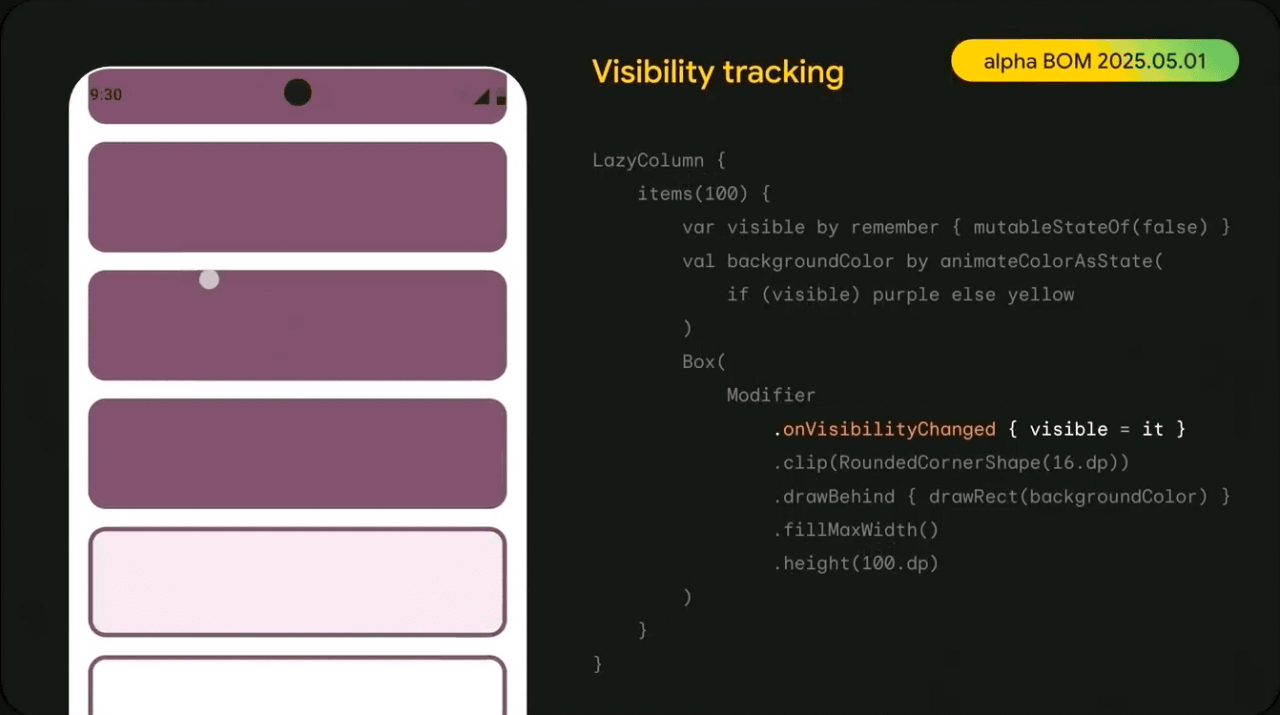 9:30
Visibility tracking
alpha BOM 2025.05.01
LazyColumn {
items(100) {
var visible by remember { mutableStateOf(false) }
val backgroundColor by animateColorAsState(
if (visible) purple else yellow
)
Box(
Modifier
.onVisibilityChanged { visible = it }
.clip(RoundedCornerShape(16.dp))
.drawBehind { drawRect(backgroundColor) }
.fillMaxWidth()
.height(100.dp)
)
}
}